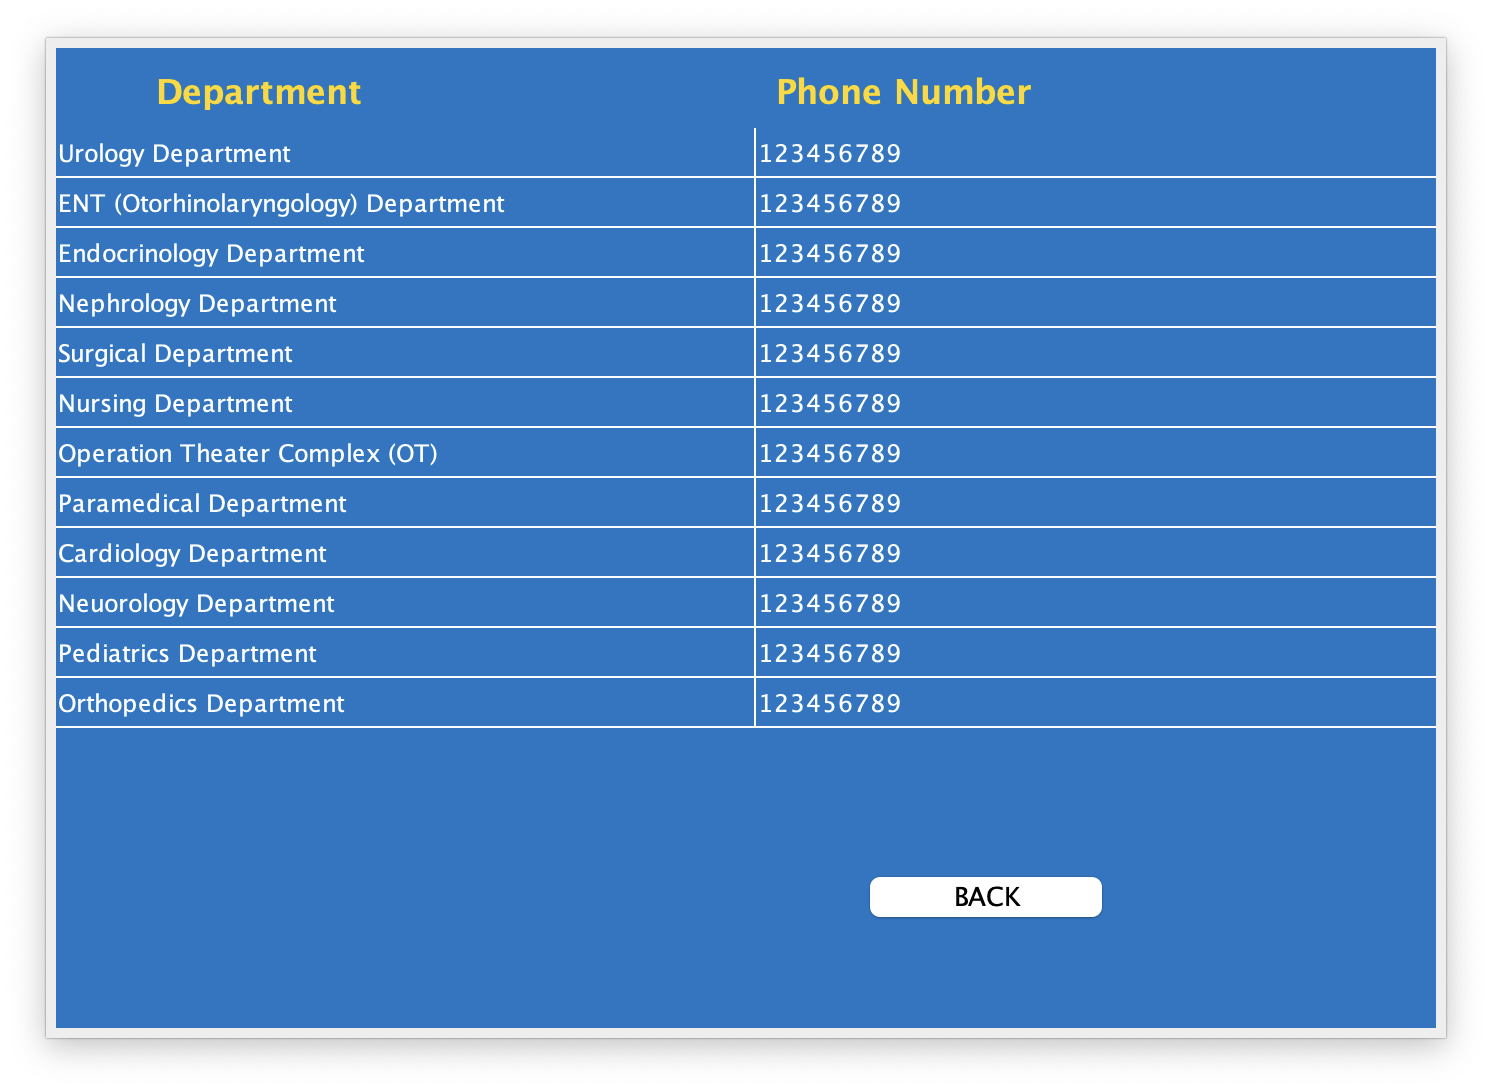 Department Phone Number
Urology Department 123456789
ENT (Otorhinolaryngology) Department 123456789
Endocrinology Department 123456789
Nephrology Department 123456789
Surgical Department 123456789
Nursing Department 123456789
Operation Theater Complex (OT) 123456789
Paramedical Department 123456789
Cardiology Department 123456789
Neuorology Department 123456789
Pediatrics Department 123456789
Orthopedics Department 123456789
BACK